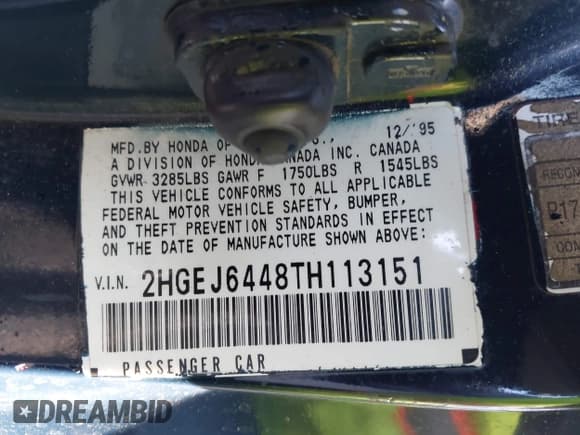 MFD.BY HONDA OF 12/'95
A DIVISION OF HONDA CANADA INC. CANADA
GVWR 3285LBS GAWR F 1750LBS R 1545LBS
THIS VEHICLE CONFORMS TO ALL APPLICABLE
FEDERAL MOTOR VEHICLE SAFETY, BUMPER,
AND THEFT PREVENTION STANDARDS IN EFFECT
ON THE DATE OF MANUFACTURE SHOWN ABOVE:
V.I.N. 2HGEJ6448TH113151
PASSENGER CAR
TIRE
P17
DREAMBID